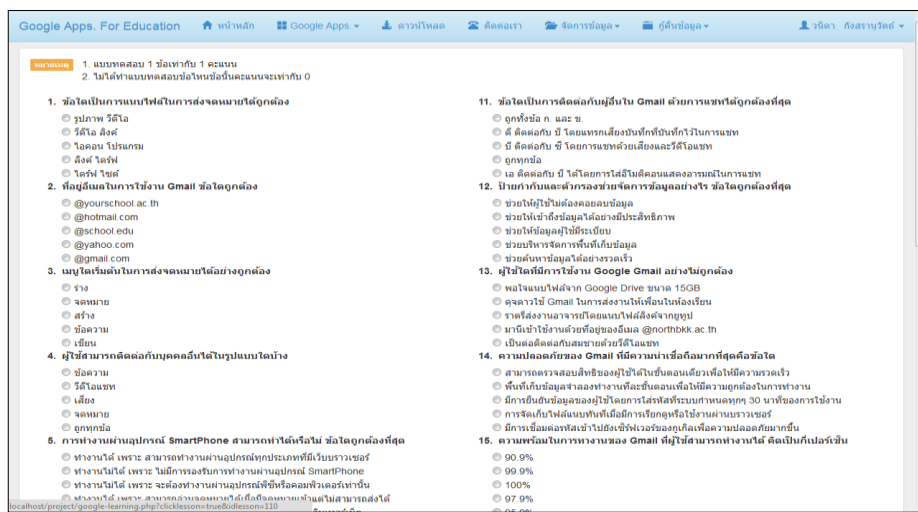 Google Apps. For Education หน้าหลัก Google Apps. ดาวน์โหลด ติดต่อเรา จัดการข้อมูล กู้คืนข้อมูล วนิดา กังสรานุวัตถ์
หมายเหตุ 1. แบบทดสอบ 1 ข้อเท่ากับ 1 คะแนน
2. ไม่ได้ทำแบบทดสอบข้อไหนข้อนั้นคะแนนจะเท่ากับ 0
1. ข้อใดเป็นการแนบไฟล์ในการส่งจดหมายได้ถูกต้อง
รูปภาพ วีดีโอ
วีดีโอ ลิงค์
ไอคอน โปรแกรม
ลิงค์ ไดร์ฟ
ไดร์ฟ ไซต์
2. ที่อยู่อีเมลในการใช้งาน Gmail ข้อใดถูกต้อง
@yourschool.ac.th
@hotmail.com
@school.edu
@yahoo.com
@gmail.com
3. เมนูใดเริ่มต้นในการส่งจดหมายได้อย่างถูกต้อง
ร่าง
จดหมาย
สร้าง
ข้อความ
เขียน
4. ผู้ใช้สามารถติดต่อกับบุคคลอื่นได้ในรูปแบบใดบ้าง
ข้อความ
วีดีโอแชท
เสียง
จดหมาย
ถูกทุกข้อ
5. การทำงานผ่านอุปกรณ์ SmartPhone สามารถทำได้หรือไม่ ข้อใดถูกต้องที่สุด
ทำงานได้ เพราะ สามารถทำงานผ่านอุปกรณ์ทุกประเภทที่มีเว็บบราวเซอร์
ทำงานไม่ได้ เพราะ ไม่มีการรองรับการทำงานผ่านอุปกรณ์ SmartPhone
ทำงานไม่ได้ เพราะ จะต้องทำงานผ่านอุปกรณ์พีซีหรือคอมพิวเตอร์เท่านั้น
ทำงานได้ เพราะ สามารถอ่านจดหมายได้เมื่อมีจดหมายเข้าแต่ไม่สามารถส่งได้
localhost/project/google-learning.php?clicklesson=true&idlesson=110
11. ข้อใดเป็นการติดต่อกับผู้อื่นใน Gmail ด้วยการแชทได้ถูกต้องที่สุด
ถูกทั้งข้อ ก. และ ข.
ดี ติดต่อกับ บี โดยแทรกเสียงบันทึกที่บันทึกไว้ในการแชท
บี ติดต่อกับ ซี โดยการแชทด้วยเสียงและวีดีโอแชท
ถูกทุกข้อ
เอ ติดต่อกับ บี ได้โดยการใส่อีโมติคอนแสดงอารมณ์ในการแชท
12. ป้ายกำกับและตัวกรองช่วยจัดการข้อมูลอย่างไร ข้อใดถูกต้องที่สุด
ช่วยให้ผู้ใช้ไม่ต้องคอยลบข้อมูล
ช่วยให้เข้าถึงข้อมูลได้อย่างมีประสิทธิภาพ
ช่วยให้ข้อมูลผู้ใช้มีระเบียบ
ช่วยบริหารจัดการพื้นที่เก็บข้อมูล
ช่วยค้นหาข้อมูลได้อย่างรวดเร็ว
13. ผู้ใช้ใดที่มีการใช้งาน Google Gmail อย่างไม่ถูกต้อง
พอใจแนบไฟล์จาก Google Drive ขนาด 15GB
ดุจดาวใช้ Gmail ในการส่งงานให้เพื่อนในห้องเรียน
ราตรีส่งงานอาจารย์โดยแนบไฟล์ลิงค์จากยูทูป
มานีเข้าใช้งานด้วยที่อยู่ของอีเมล @northbkk.ac.th
เป็นต่อติดต่อกับสมชายด้วยวีดีโอแชท
14. ความปลอดภัยของ Gmail ที่มีความน่าเชื่อถือมากที่สุดคือข้อใด
สามารถตรวจสอบสิทธิของผู้ใช้ได้ในขั้นตอนเดียวเพื่อให้มีความรวดเร็ว
พื้นที่เก็บข้อมูลจำลองทำงานทีละขั้นตอนเพื่อให้มีความถูกต้องในการทำงาน
มีการยืนยันข้อมูลของผู้ใช้โดยการใส่รหัสที่ระบบกำหนดทุกๆ 30 นาทีของการใช้งาน
การจัดเก็บไฟล์แนบทันทีเมื่อมีการเรียกดูหรือใช้งานผ่านบราวเซอร์
มีการเชื่อมต่อรหัสเข้าไปยังเซิร์ฟเวอร์ของกูเกิลเพื่อความปลอดภัยมากขึ้น
15. ความพร้อมในการทางานของ Gmail ที่ผู้ใช้สามารถทำงานได้ คิดเป็นกี่เปอร์เซ็น
90.9%
99.9%
100%
97.9%